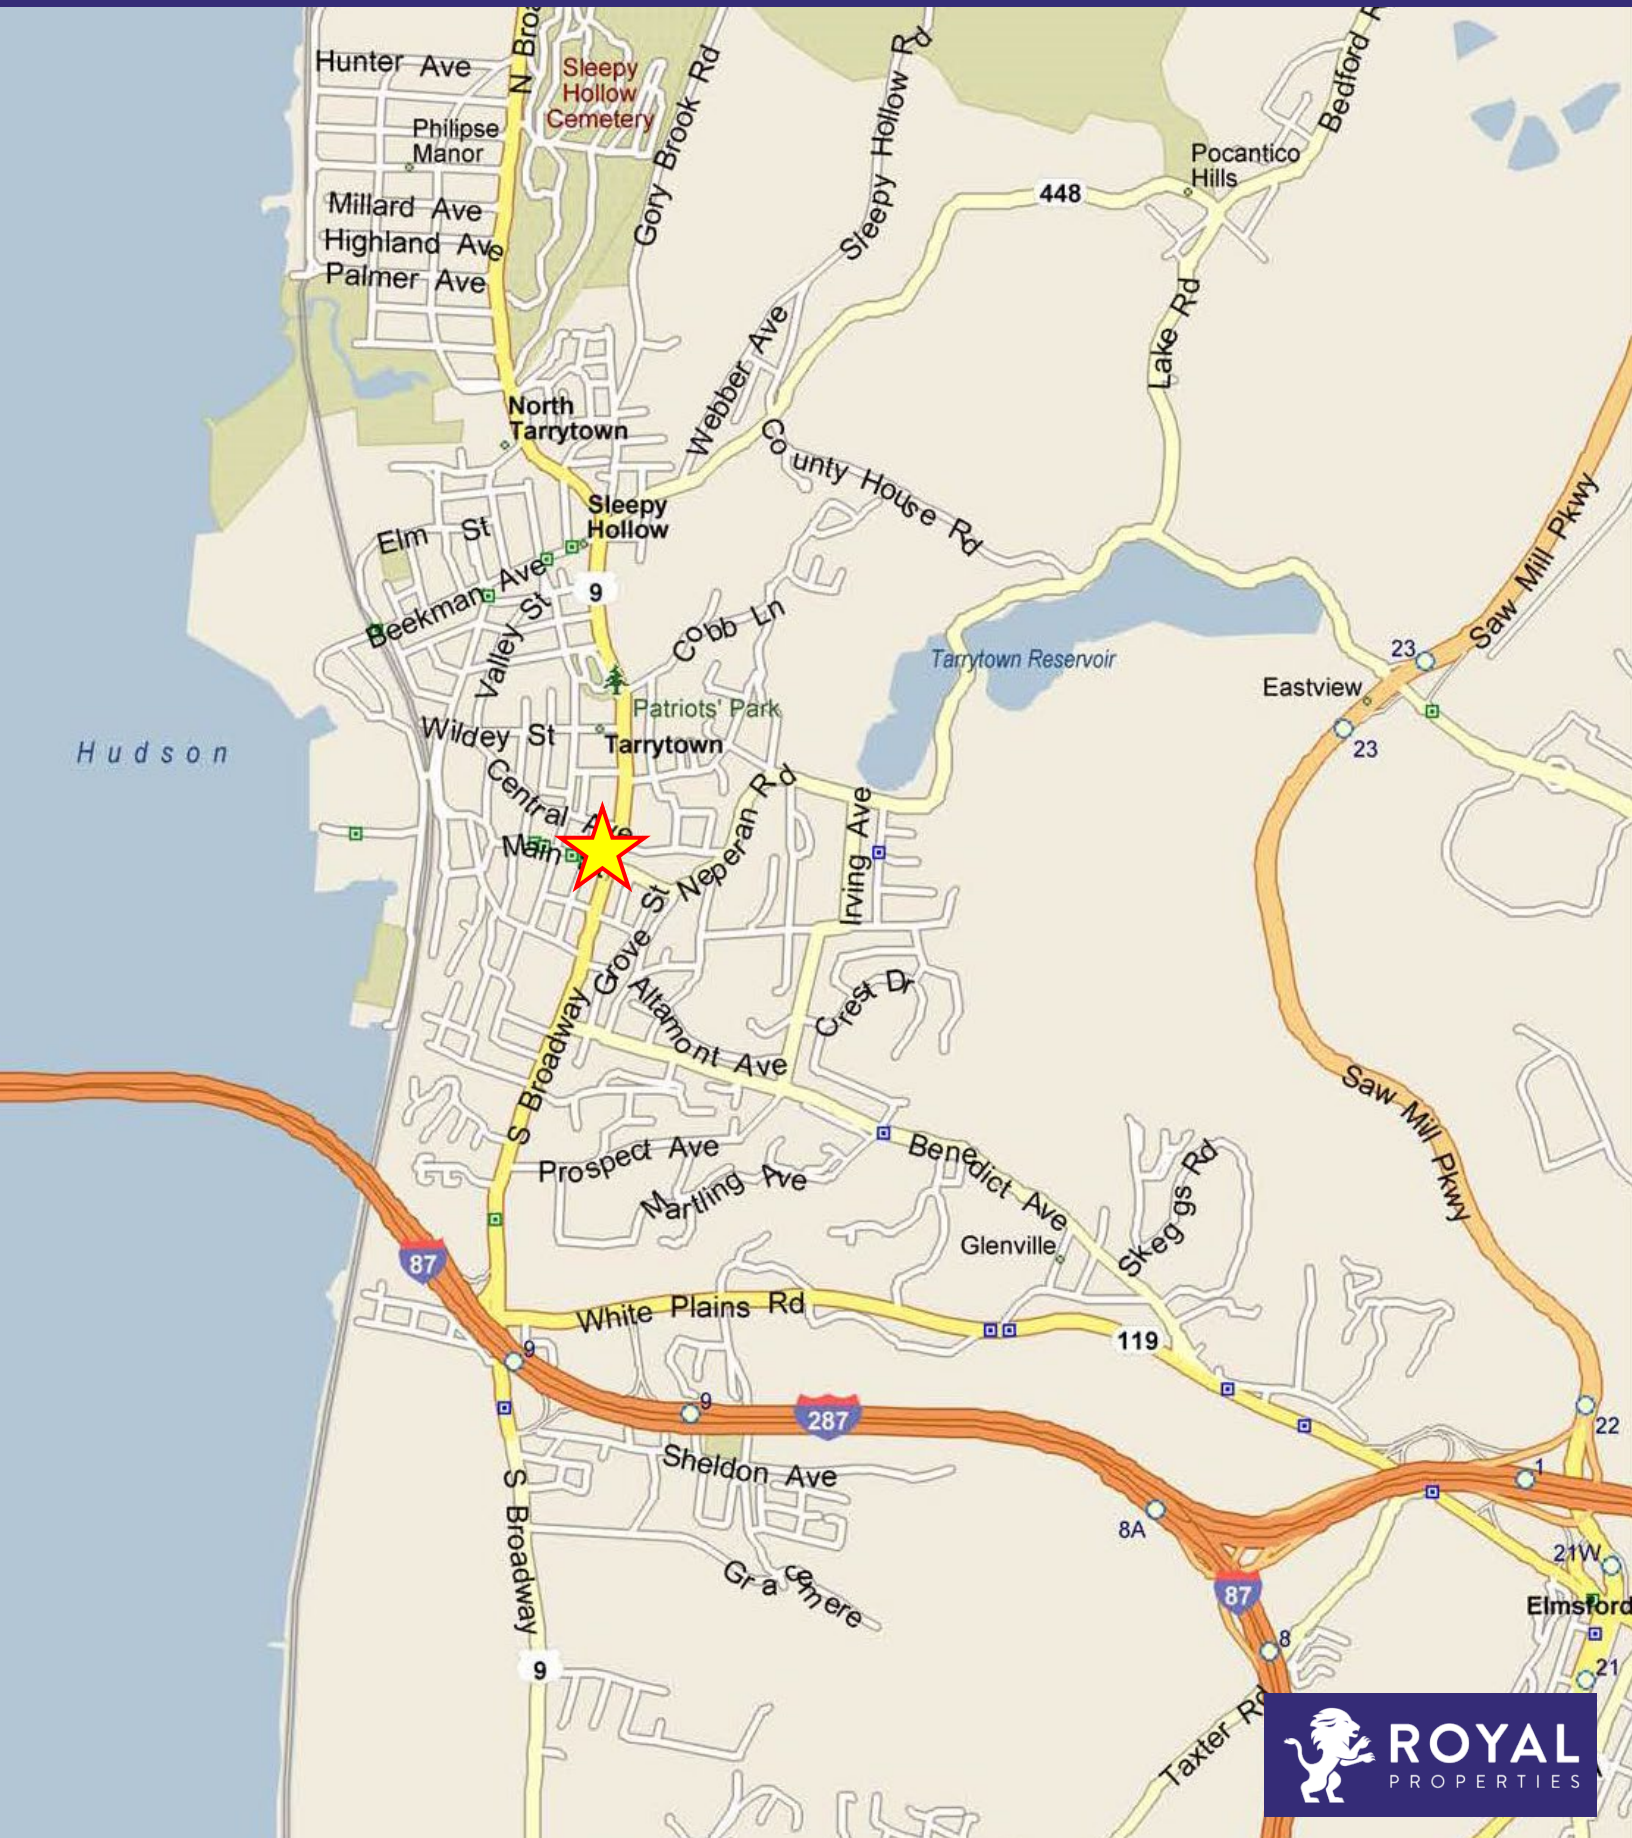 N Broa
Hunter Ave
Sleepy
Hollow
Cemetery
Gory Brook Rd
Sleepy Hollow Rd
Bedford R
Philipse
Manor
Pocantico
Hills
448
Millard Ave
Highland Ave
Palmer Ave
Lake Rd
Webber Ave
North
Tarrytown
County House Rd
Sleepy
Hollow
Elm St
Beekman Ave
9
Valley St
Cobb Ln
Saw Mill Pkwy
23
Tarrytown Reservoir
Eastview
23
Patriots' Park
Wildey St
Tarrytown
Hudson
Central Ave
Main
Neperan Rd
Irving Ave
Grove St
Crest Dr
Altamont Ave
S Broadway
Saw Mill Pkwy
Prospect Ave
Martling Ave
Benedict Ave
Skeggs Rd
Glenville
87
White Plains Rd
119
9
9
287
22
Sheldon Ave
1
S Broadway
8A
Gracemere
21W
87
Elmsford
8
9
21
Taxter Rd
ROYAL
PROPERTIES